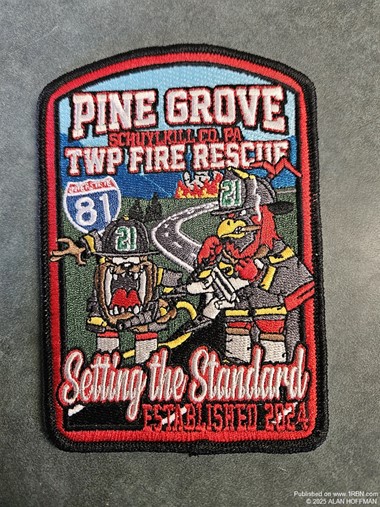 PINE GROVE
SCHUYLKILL CO. PA
TWP FIRE RESCUE
INTERSTATE
81
21
21
Setting the Standard
ESTABLISHED 2024
Published on www.1RBN.com
© 2025 ALAN HOFFMAN